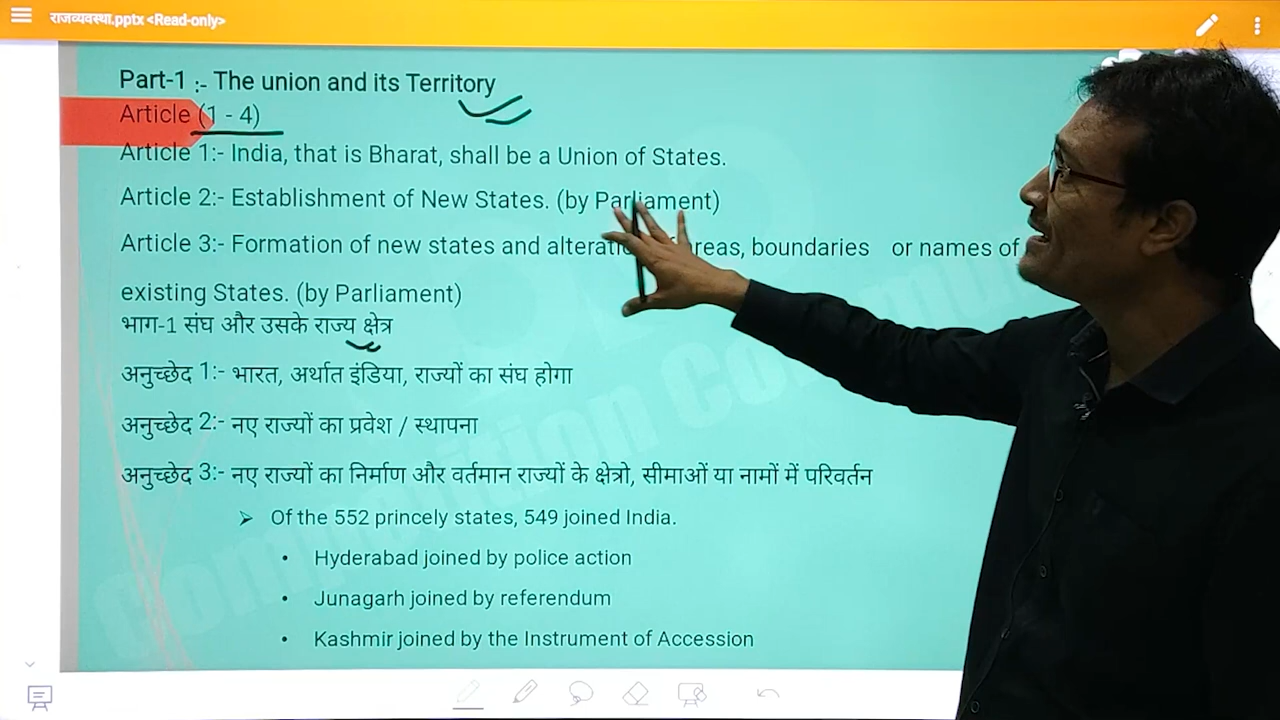 राजव्यवस्था.pptx <Read-only>
Part-1 :- The union and its Territory
Article (1 - 4)
Article 1:- India, that is Bharat, shall be a Union of States.
Article 2:- Establishment of New States. (by Parliament)
Article 3:- Formation of new states and areas, boundaries or names of
existing States. (by Parliament)
भाग-1 संघ और उसके राज्य क्षेत्र
अनुच्छेद 1:- भारत, अर्थात इंडिया, राज्यों का संघ होगा
अनुच्छेद 2:- नए राज्यों का प्रवेश / स्थापना
अनुच्छेद 3:- नए राज्यों का निर्माण और वर्तमान राज्यों के क्षेत्रो, सीमाओं या नामों में परिवर्तन
Of the 552 princely states, 549 joined India.
Hyderabad joined by police action
Junagarh joined by referendum
Kashmir joined by the Instrument of Accession